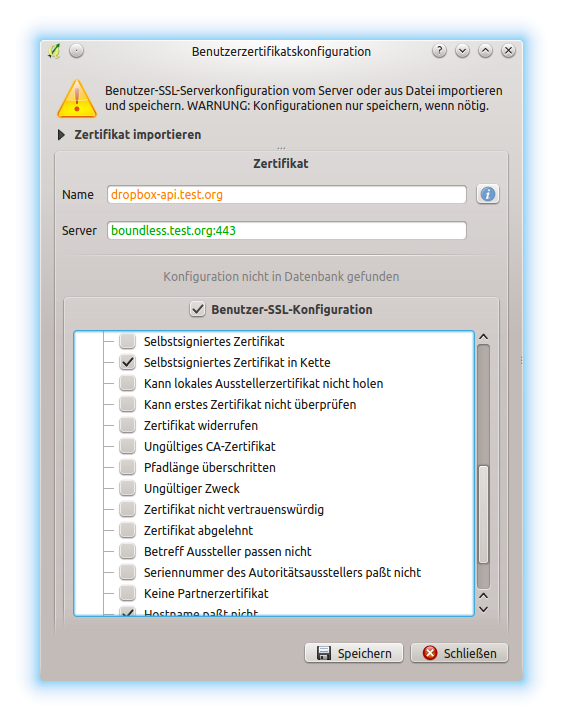 Benutzerzertifikatskonfiguration
Benutzer-SSL-Serverkonfiguration vom Server oder aus Datei importieren
und speichern. WARNUNG: Konfigurationen nur speichern, wenn nötig.
Zertifikat importieren
Zertifikat
Name dropbox-api.test.org
Server boundless.test.org:443
Konfiguration nicht in Datenbank gefunden
Benutzer-SSL-Konfiguration
Selbstsigniertes Zertifikat
Selbstsigniertes Zertifikat in Kette
Kann lokales Ausstellerzertifikat nicht holen
Kann erstes Zertifikat nicht überprüfen
Zertifikat widerrufen
Ungültiges CA-Zertifikat
Pfadlänge überschritten
Ungültiger Zweck
Zertifikat nicht vertrauenswürdig
Zertifikat abgelehnt
Betreff Aussteller passen nicht
Seriennummer des Autoritätsausstellers paßt nicht
Keine Partnerzertifikat
Hostname paßt nicht
Speichern Schließen